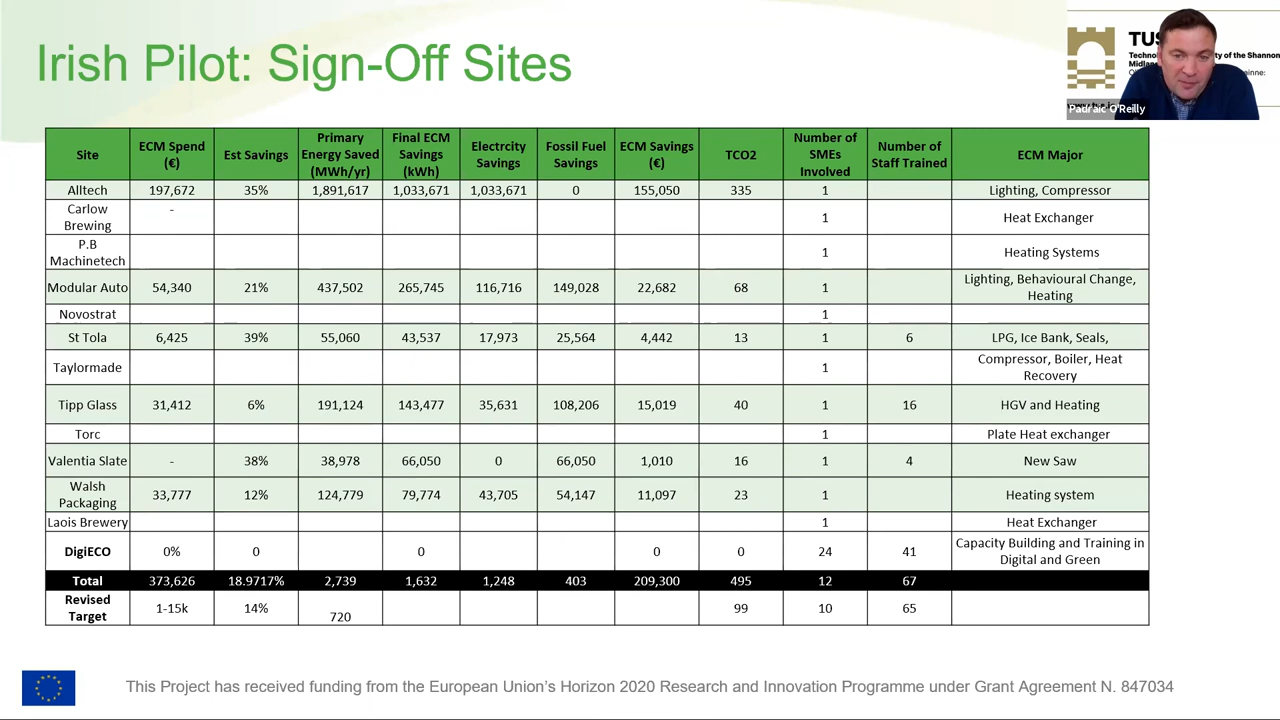 Irish Pilot: Sign-Off Sites
TUS
Technol ty of the Shannon
Midlan
Padraic O'Reilly
Site ECM Spend (€) Est Savings Primary Energy Saved (MWh/yr) Final ECM Savings (kWh) Electrcity Savings Fossil Fuel Savings ECM Savings (€) TCO2 Number of SMEs Involved Number of Staff Trained ECM Major
Alltech 197,672 35% 1,891,617 1,033,671 1,033,671 0 155,050 335 1 Lighting, Compressor
Carlow Brewing - 1 Heat Exchanger
P.B Machinetech 1 Heating Systems
Modular Auto 54,340 21% 437,502 265,745 116,716 149,028 22,682 68 1 Lighting, Behavioural Change, Heating
Novostrat 1
St Tola 6,425 39% 55,060 43,537 17,973 25,564 4,442 13 1 6 LPG, Ice Bank, Seals,
Taylormade 1 Compressor, Boiler, Heat Recovery
Tipp Glass 31,412 6% 191,124 143,477 35,631 108,206 15,019 40 1 16 HGV and Heating
Torc 1 Plate Heat exchanger
Valentia Slate - 38% 38,978 66,050 0 66,050 1,010 16 1 4 New Saw
Walsh Packaging 33,777 12% 124,779 79,774 43,705 54,147 11,097 23 1 Heating system
Laois Brewery 1 Heat Exchanger
DigiECO 0% 0 0 0 0 24 41 Capacity Building and Training in Digital and Green
Total 373,626 18.9717% 2,739 1,632 1,248 403 209,300 495 12 67
Revised Target 1-15k 14% 720 99 10 65
This Project has received funding from the European Union's Horizon 2020 Research and Innovation Programme under Grant Agreement N. 847034